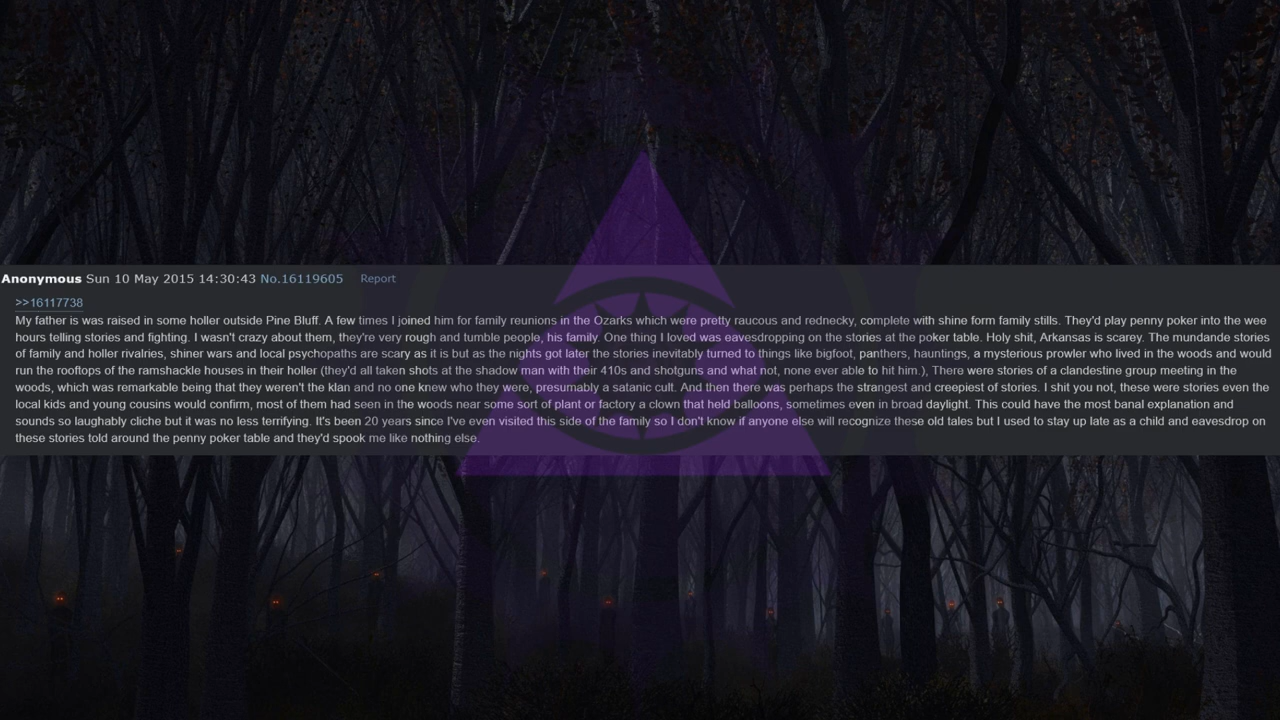 Anonymous Sun 10 May 2015 14:30:43 No.16119605 Report
>>16117738
My father is was raised in some holler outside Pine Bluff. A few times I joined him for family reunions in the Ozarks which were pretty raucous and rednecky, complete with shine form family stills. They'd play penny poker into the wee
hours telling stories and fighting. I wasn't crazy about them, they're very rough and tumble people, his family. One thing I loved was eavesdropping on the stories at the poker table. Holy shit, Arkansas is scarey. The mundande stories
of family and holler rivalries, shiner wars and local psychopaths are scary as it is but as the nights got later the stories inevitably turned to things like bigfoot, panthers, hauntings, a mysterious prowler who lived in the woods and would
run the rooftops of the ramshackle houses in their holler (they'd all taken shots at the shadow man with their 410s and shotguns and what not, none ever able to hit him.), There were stories of a clandestine group meeting in the
woods, which was remarkable being that they weren't the klan and no one knew who they were, presumably a satanic cult. And then there was perhaps the strangest and creepiest of stories. I shit you not, these were stories even the
local kids and young cousins would confirm, most of them had seen in the woods near some sort of plant or factory a clown that held balloons, sometimes even in broad daylight. This could have the most banal explanation and
sounds so laughably cliche but it was no less terrifying. It's been 20 years since I've even visited this side of the family so I don't know if anyone else will recognize these old tales but I used to stay up late as a child and eavesdrop on
these stories told around the penny poker table and they'd spook me like nothing else.